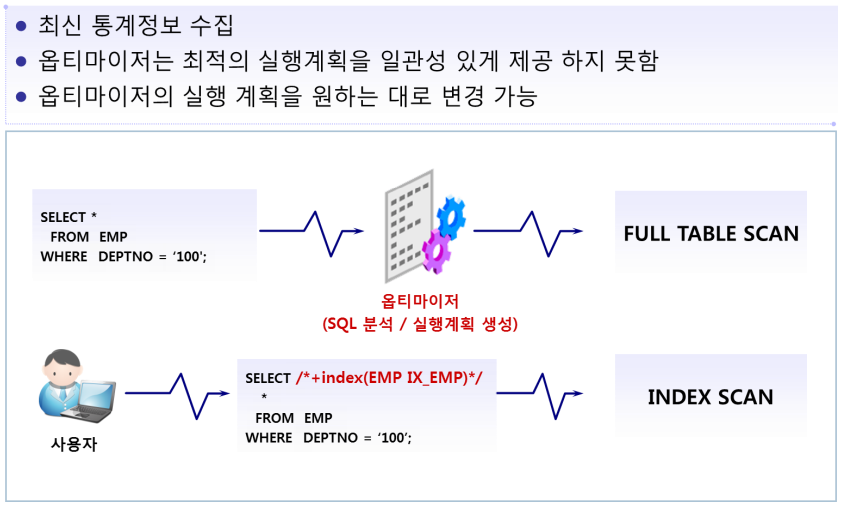 최신 통계정보 수집
옵티마이저는 최적의 실행계획을 일관성 있게 제공 하지 못함
옵티마이저의 실행 계획을 원하는 대로 변경 가능
SELECT *
FROM EMP
WHERE DEPTNO = ‘100';
옵티마이저
(SQL 분석 / 실행계획 생성)
FULL TABLE SCAN
사용자
SELECT /*+index(EMP IX_EMP)*/
*
FROM EMP
WHERE DEPTNO = ‘100’;
INDEX SCAN